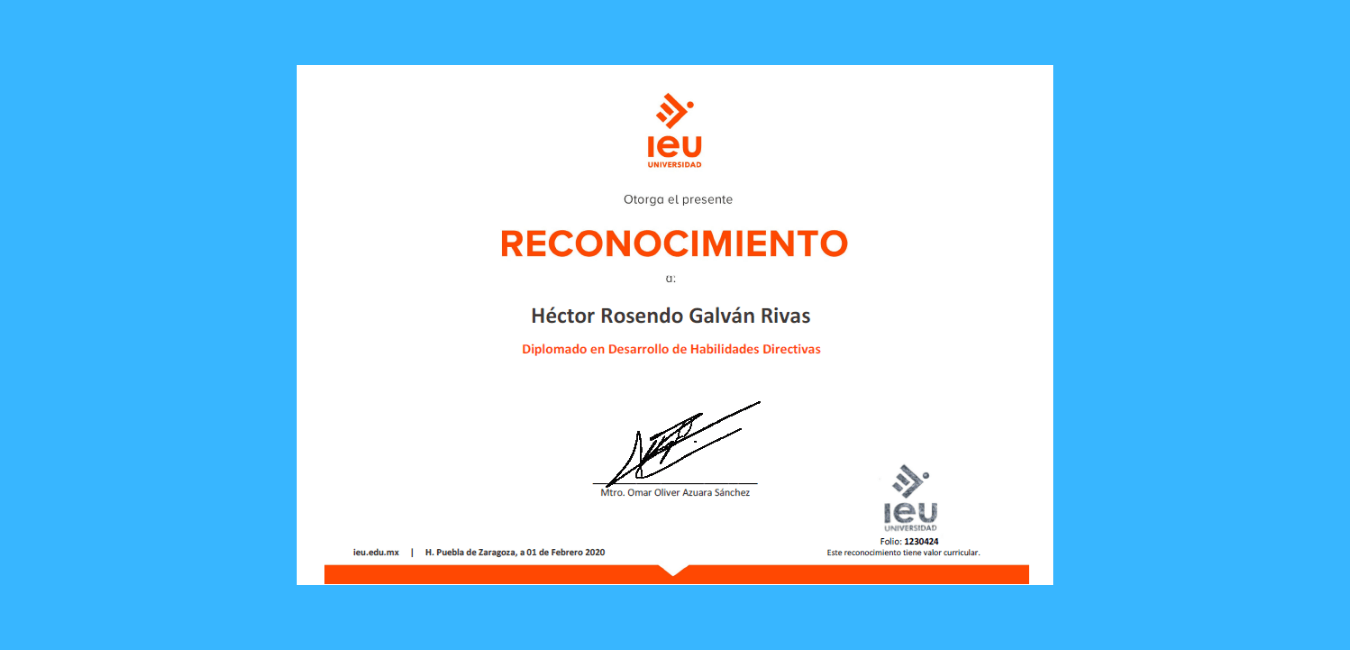 ieu
UNIVERSIDAD
Otorga el presente
RECONOCIMIENTO
a:
Héctor Rosendo Galván Rivas
Diplomado en Desarrollo de Habilidades Directivas
Mtro. Omar Oliver Azuara Sánchez
ieu
UNIVERSIDAD
Folio: 1230424
ieu.edu.mx | H. Puebla de Zaragoza, a 01 de Febrero 2020
Este reconocimiento tiene valor curricular.